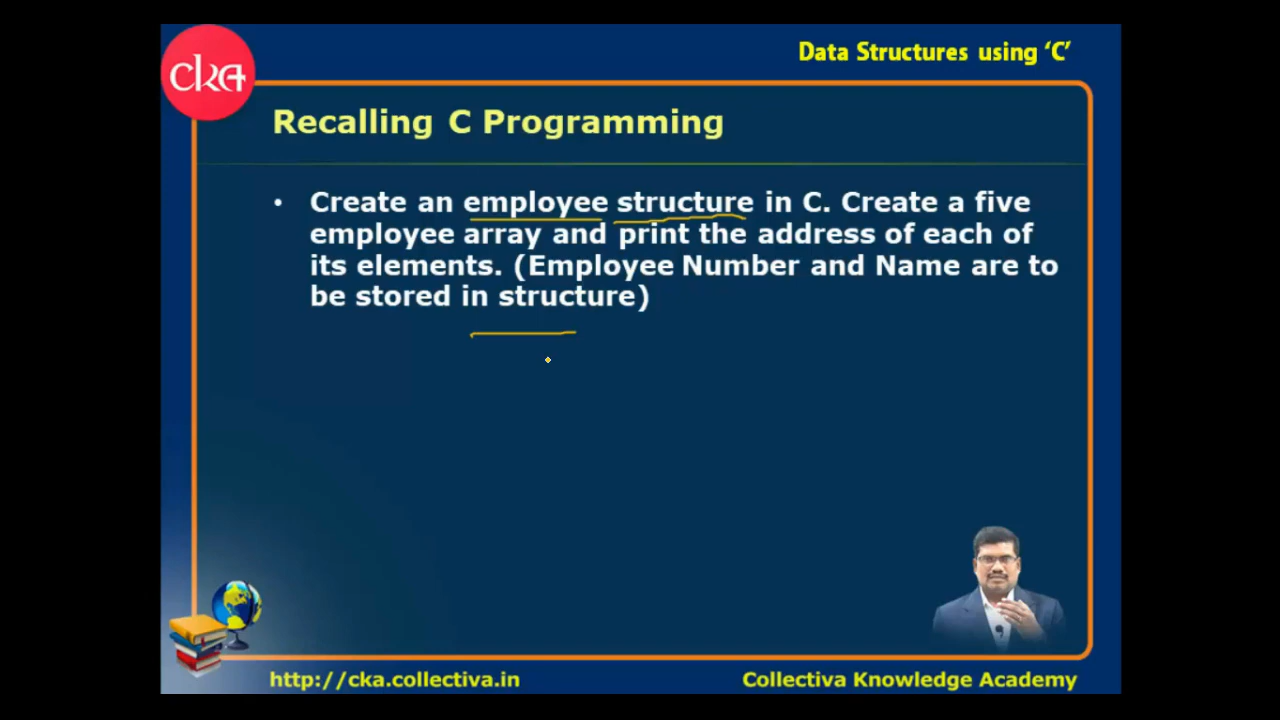 cka
Data Structures using ‘C’
Recalling C Programming
• Create an employee structure in C. Create a five
employee array and print the address of each of
its elements. (Employee Number and Name are to
be stored in structure)
http://cka.collectiva.in
Collectiva Knowledge Academy